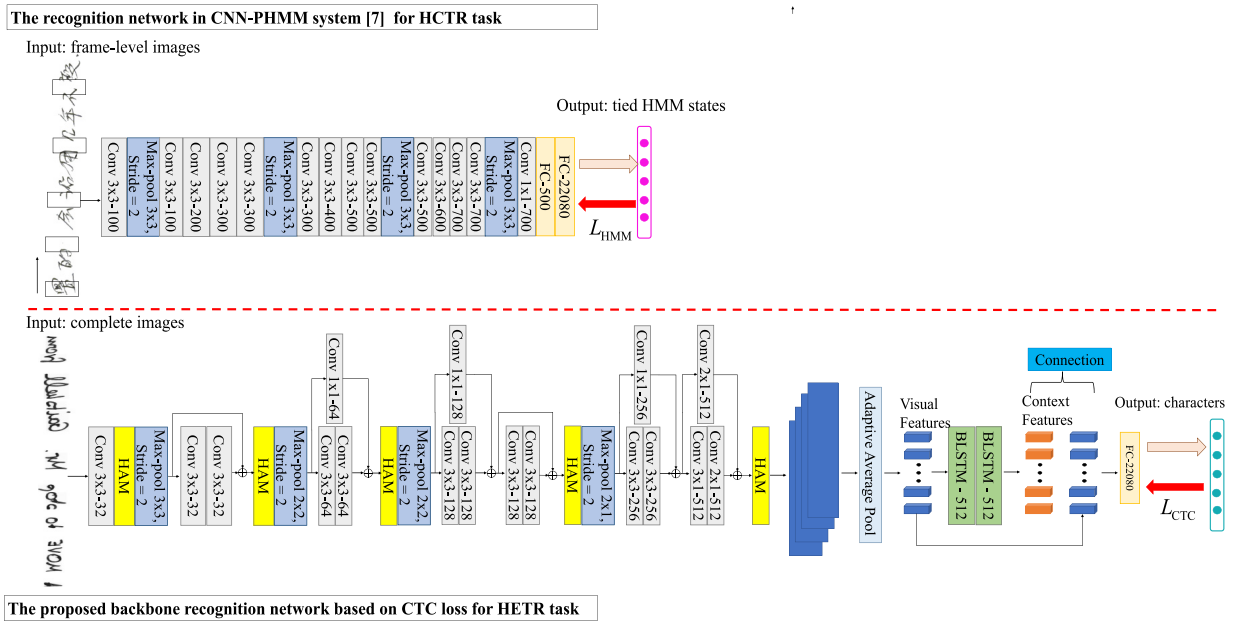 The recognition network in CNN-PHMM system [7] for HCTR task
Input: frame-level images
Conv 3x3-100
Max-pool 3x3, Stride = 2
Conv 3x3-100
Conv 3x3-200
Conv 3x3-300
Conv 3x3-300
Max-pool 3x3, Stride = 2
Conv 3x3-300
Conv 3x3-400
Conv 3x3-500
Conv 3x3-500
Max-pool 3x3, Stride = 2
Conv 3x3-500
Conv 3x3-600
Conv 3x3-700
Conv 3x3-700
Max-pool 3x3, Stride = 2
Conv 1x1-700
FC-500
FC-22080
Output: tied HMM states
L HMM
Input: complete images
Conv 3x3-32
HAM
Max-pool 3x3, Stride = 2
Conv 3x3-32
Conv 3x3-32
HAM
Max-pool 2x2, Stride = 2
Conv 1x1-64
Conv 3x3-64
Conv 3x3-64
HAM
Max-pool 2x2, Stride = 2
Conv 1x1-128
Conv 3x3-128
Conv 3x3-128
Conv 3x3-128
Conv 3x3-128
HAM
Max-pool 2x1, Stride = 2
Conv 1x1-256
Conv 3x3-256
Conv 3x3-256
Conv 2x1-512
Conv 3x1-512
Conv 2x1-512
HAM
Adaptive Average Pool
Visual Features
BLSTM - 512
BLSTM - 512
Connection
Context Features
FC-22080
Output: characters
L CTC
The proposed backbone recognition network based on CTC loss for HETR task